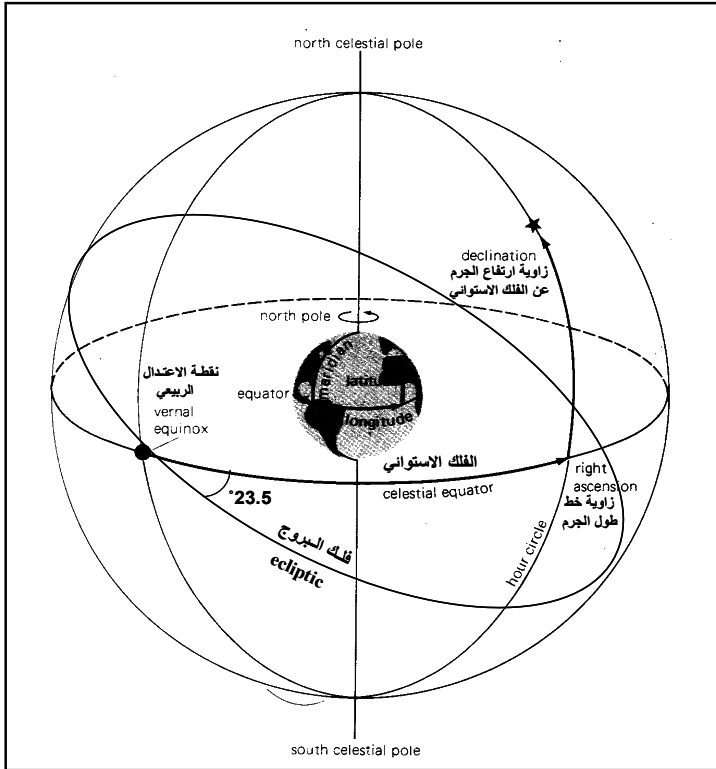 north celestial pole
declination
زاوية ارتفاع الجرم
عن الفلك الاستوائي
north pole
meridian
latitude
equator
longitude
نقطة الاعتدال
الربيعي
vernal
equinox
الفلك الاستوائي
celestial equator
right
ascension
زاوية خط
طول الجرم
°23.5
فلك البروج
ecliptic
hour circle
south celestial pole